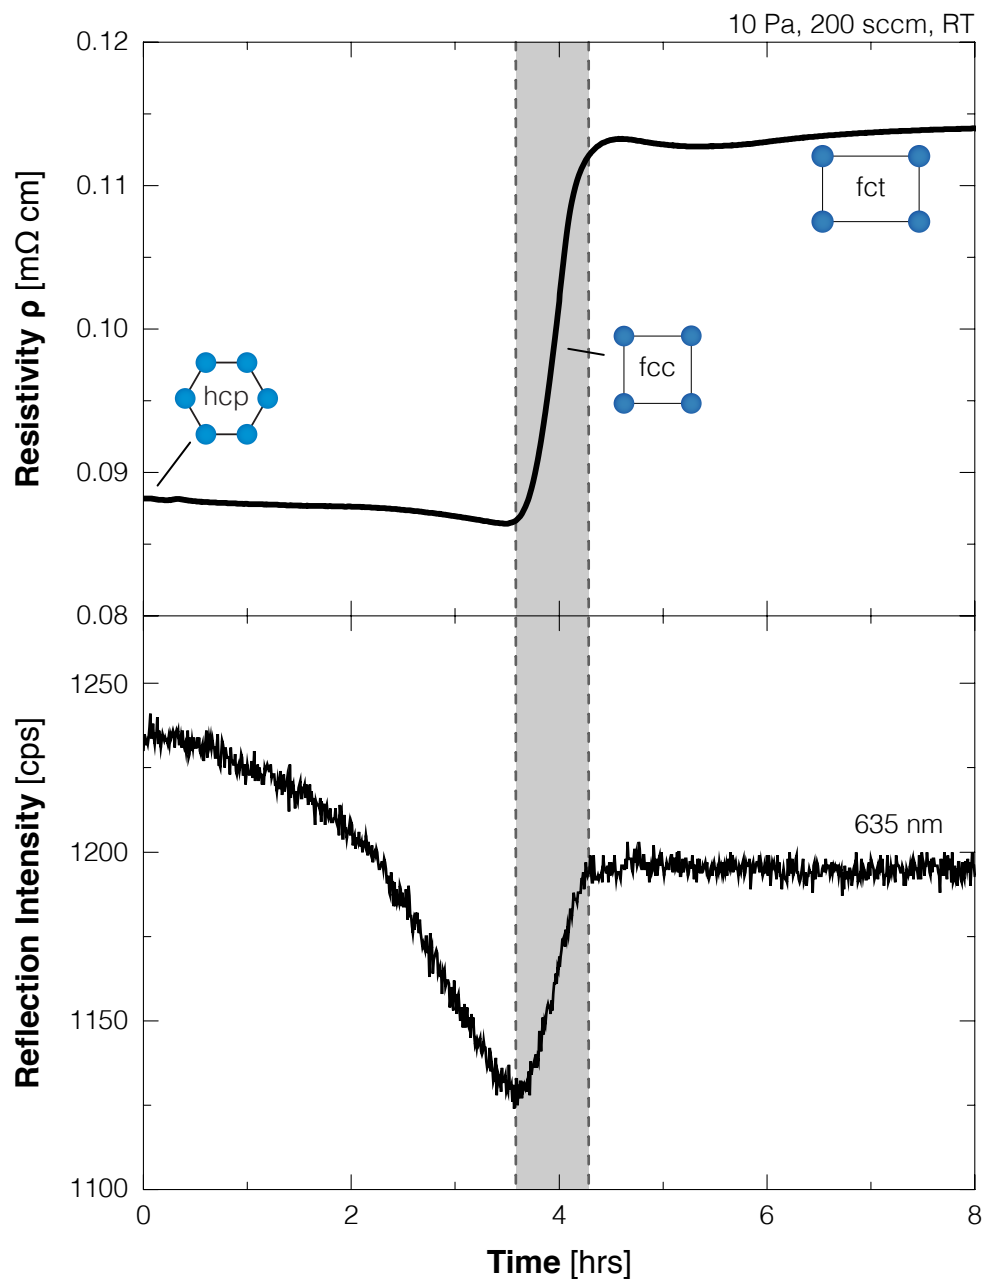 10 Pa, 200 sccm, RT
0.12
0.11
0.10
0.09
0.08
Resistivity ρ [mΩ cm]
hcp
fcc
fct
1250
1200
1150
1100
Reflection Intensity [cps]
635 nm
0 2 4 6 8
Time [hrs]